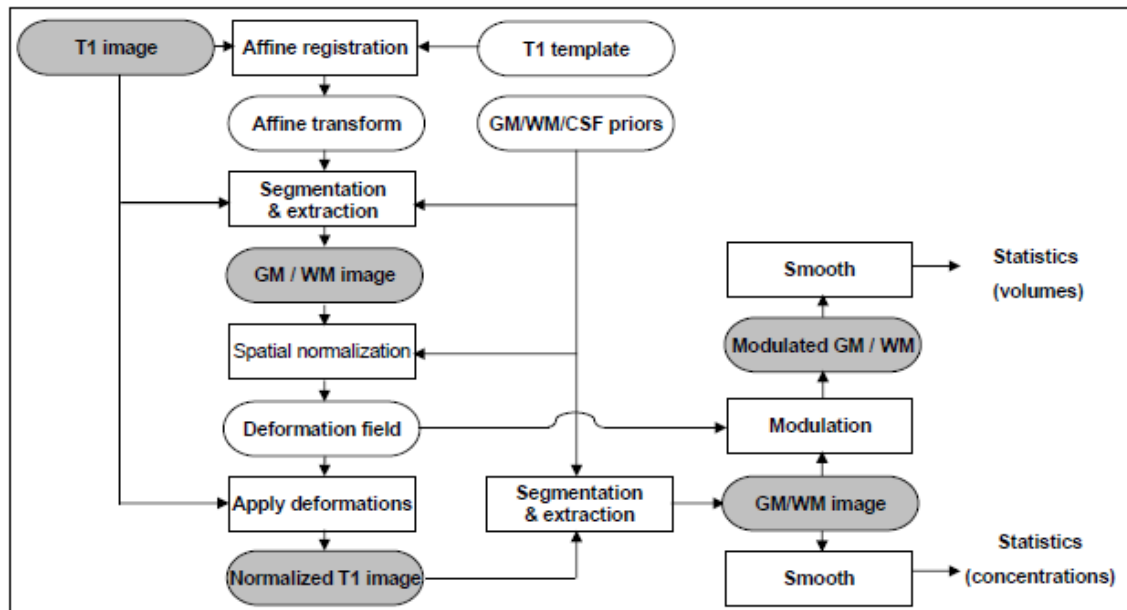 T1 image
Affine registration
T1 template
Affine transform
GM/WM/CSF priors
Segmentation
& extraction
GM / WM image
Spatial normalization
Deformation field
Apply deformations
Normalized T1 image
Segmentation
& extraction
Smooth
Statistics
(volumes)
Modulated GM / WM
Modulation
GM/WM image
Smooth
Statistics
(concentrations)